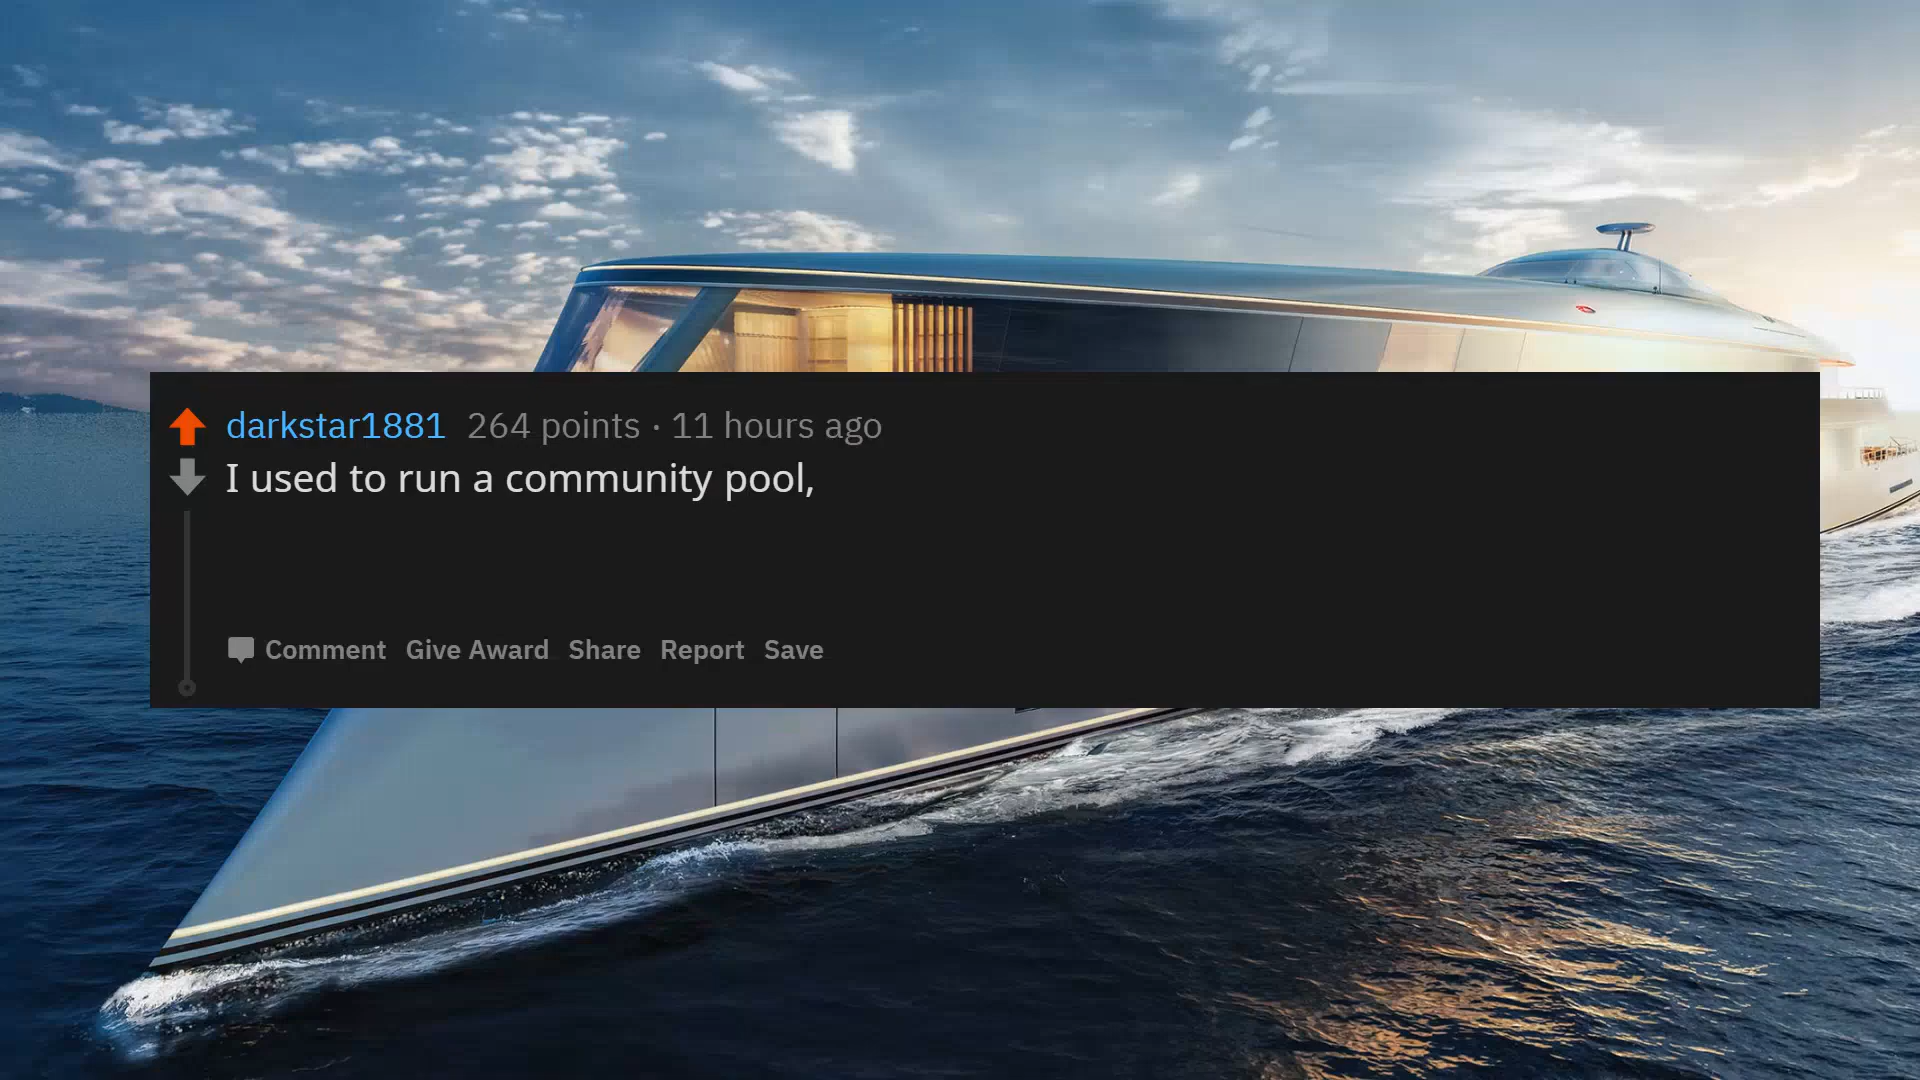 darkstar1881 264 points · 11 hours ago
I used to run a community pool,
Comment Give Award Share Report Save